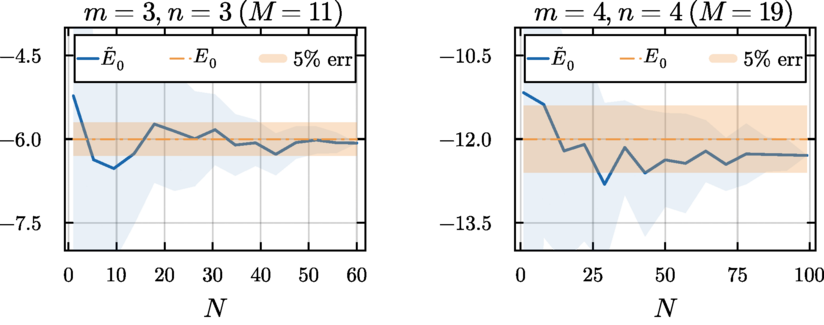 m = 3, n = 3 (M = 11)
Ẽ₀ E₀ 5% err
−4.5
−6.0
−7.5
0 10 20 30 40 50 60
N
m = 4, n = 4 (M = 19)
Ẽ₀ E₀ 5% err
−10.5
−12.0
−13.5
0 25 50 75 100
N